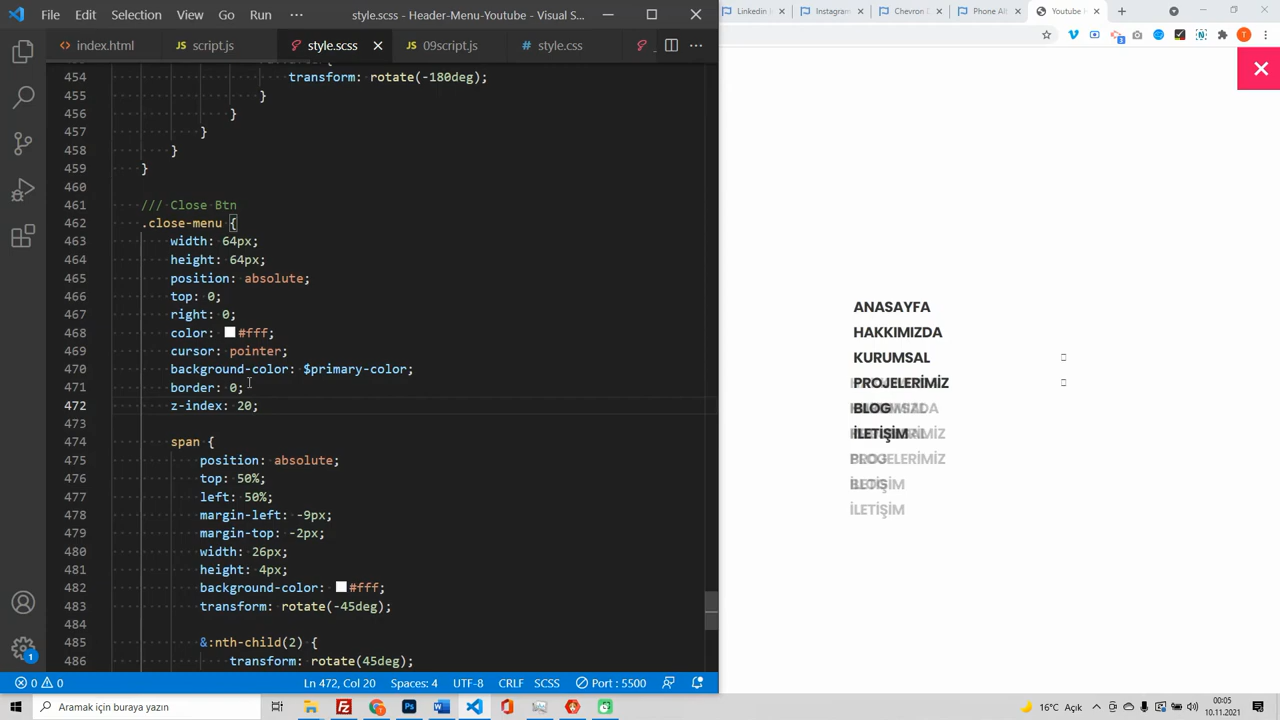 File Edit Selection View Go Run ··· style.scss - Header-Menu-Youtube - Visual S...
index.html script.js style.scss 09script.js style.css
454 transform: rotate(-180deg);
455 }
456 }
457 }
458 }
459 }
460
461 /// Close Btn
462 .close-menu {
463 width: 64px;
464 height: 64px;
465 position: absolute;
466 top: 0;
467 right: 0;
468 color: #fff;
469 cursor: pointer;
470 background-color: $primary-color;
471 border: 0;
472 z-index: 20;
473
474 span {
475 position: absolute;
476 top: 50%;
477 left: 50%;
478 margin-left: -9px;
479 margin-top: -2px;
480 width: 26px;
481 height: 4px;
482 background-color: #fff;
483 transform: rotate(-45deg);
484
485 &:nth-child(2) {
486 transform: rotate(45deg);
0 0 Ln 472, Col 20 Spaces: 4 UTF-8 CRLF SCSS Port : 5500
Linkedin Instagram Chevron D Phone Alt Youtube H
ANASAYFA
HAKKIMIZDA
KURUMSAL
PROJELERİMİZ
BLOG
İLETİŞİM
İLETİŞİM
Aramak için buraya yazın
16°C Açık 00:05
10.11.2021